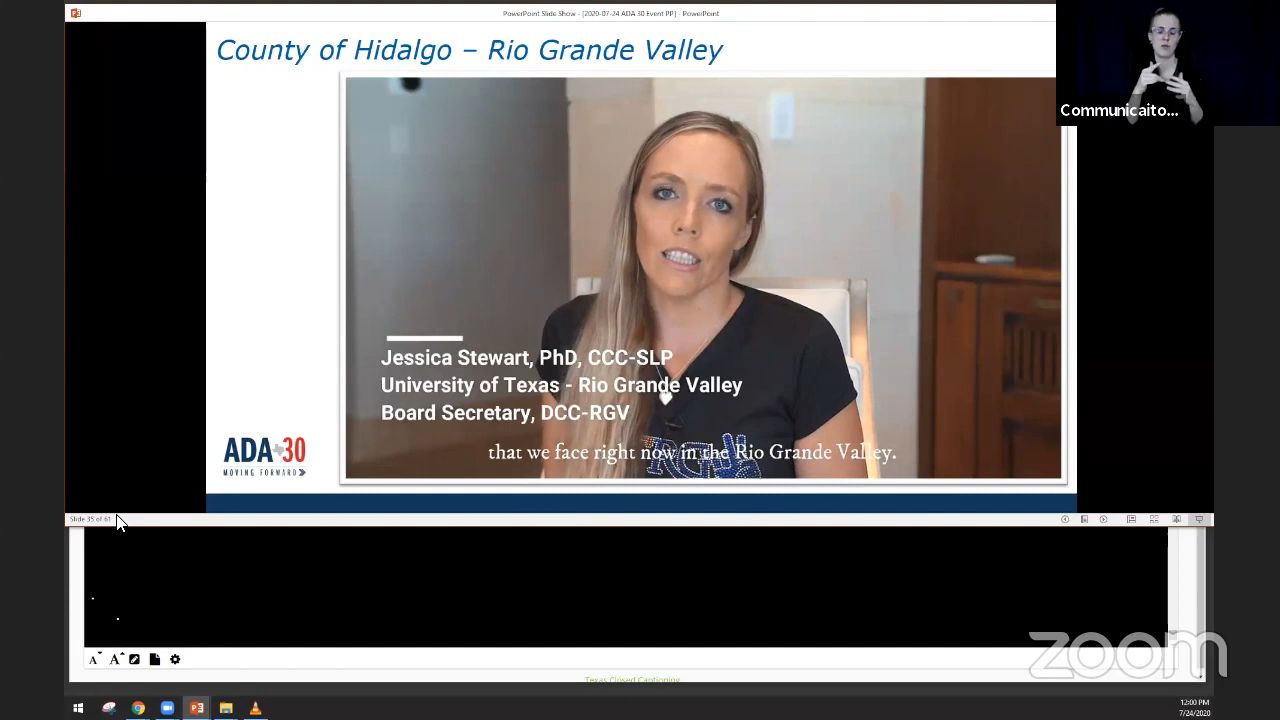 PowerPoint Slide Show - [2020-07-24 ADA 30 Event PP] - PowerPoint
County of Hidalgo – Rio Grande Valley
Communicaito...
Jessica Stewart, PhD, CCC-SLP
University of Texas - Rio Grande Valley
Board Secretary, DCC-RGV
that we face right now in the Rio Grande Valley.
ADA 30
MOVING FORWARD
Slide 35 of 61
zoom
Texas Closed Captioning
12:00 PM
7/24/2020